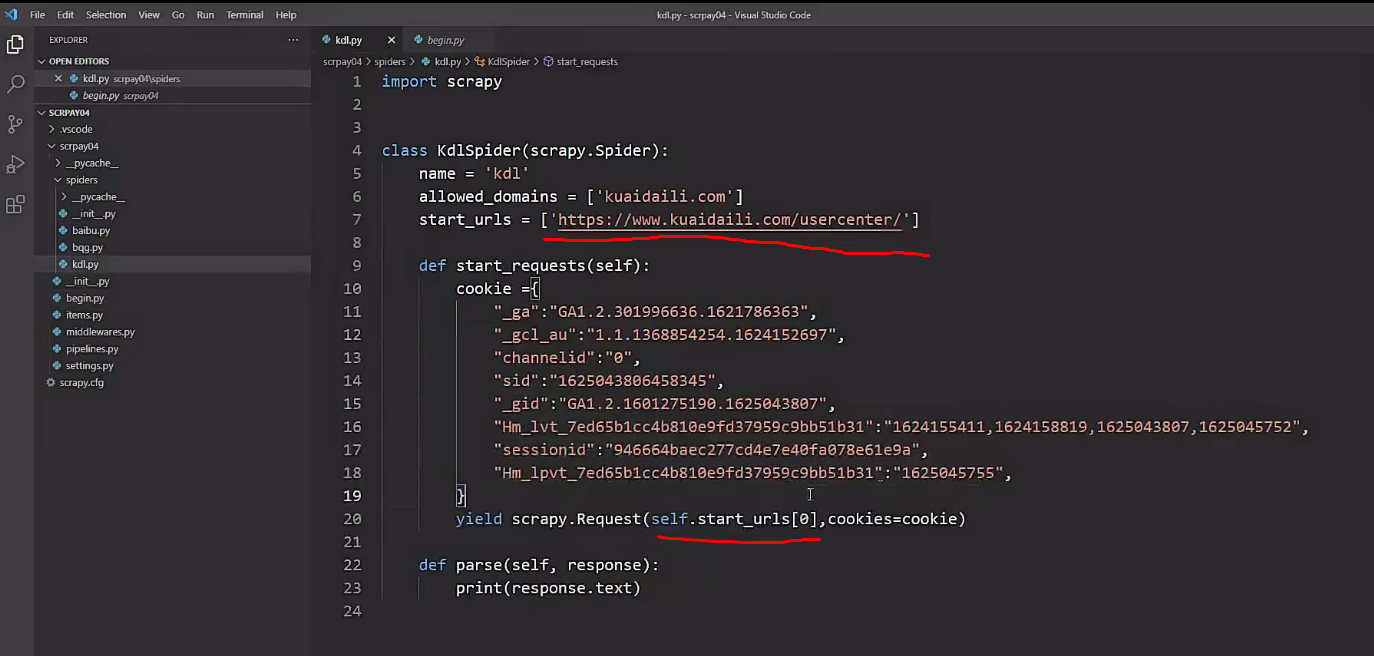 File Edit Selection View Go Run Terminal Help
kdl.py - scrpay04 - Visual Studio Code
EXPLORER
OPEN EDITORS
kdl.py scrpay04\spiders
begin.py scrpay04
SCRPAY04
.vscode
scrpay04
__pycache__
spiders
__pycache__
__init__.py
baibu.py
bqg.py
kdl.py
__init__.py
begin.py
items.py
middlewares.py
pipelines.py
settings.py
scrapy.cfg
kdl.py
begin.py
scrpay04 > spiders > kdl.py > KdlSpider > start_requests
1 import scrapy
2
3
4 class KdlSpider(scrapy.Spider):
5 name = 'kdl'
6 allowed_domains = ['kuaidaili.com']
7 start_urls = ['https://www.kuaidaili.com/usercenter/']
8
9 def start_requests(self):
10 cookie ={
11 "_ga":"GA1.2.301996636.1621786363",
12 "_gcl_au":"1.1.1368854254.1624152697",
13 "channelid":"0",
14 "sid":"1625043806458345",
15 "_gid":"GA1.2.1601275190.1625043807",
16 "Hm_lvt_7ed65b1cc4b810e9fd37959c9bb51b31":"1624155411,1624158819,1625043807,1625045752",
17 "sessionid":"946664baec277cd4e7e40fa078e61e9a",
18 "Hm_lpvt_7ed65b1cc4b810e9fd37959c9bb51b31":"1625045755",
19 }
20 yield scrapy.Request(self.start_urls[0],cookies=cookie)
21
22 def parse(self, response):
23 print(response.text)
24